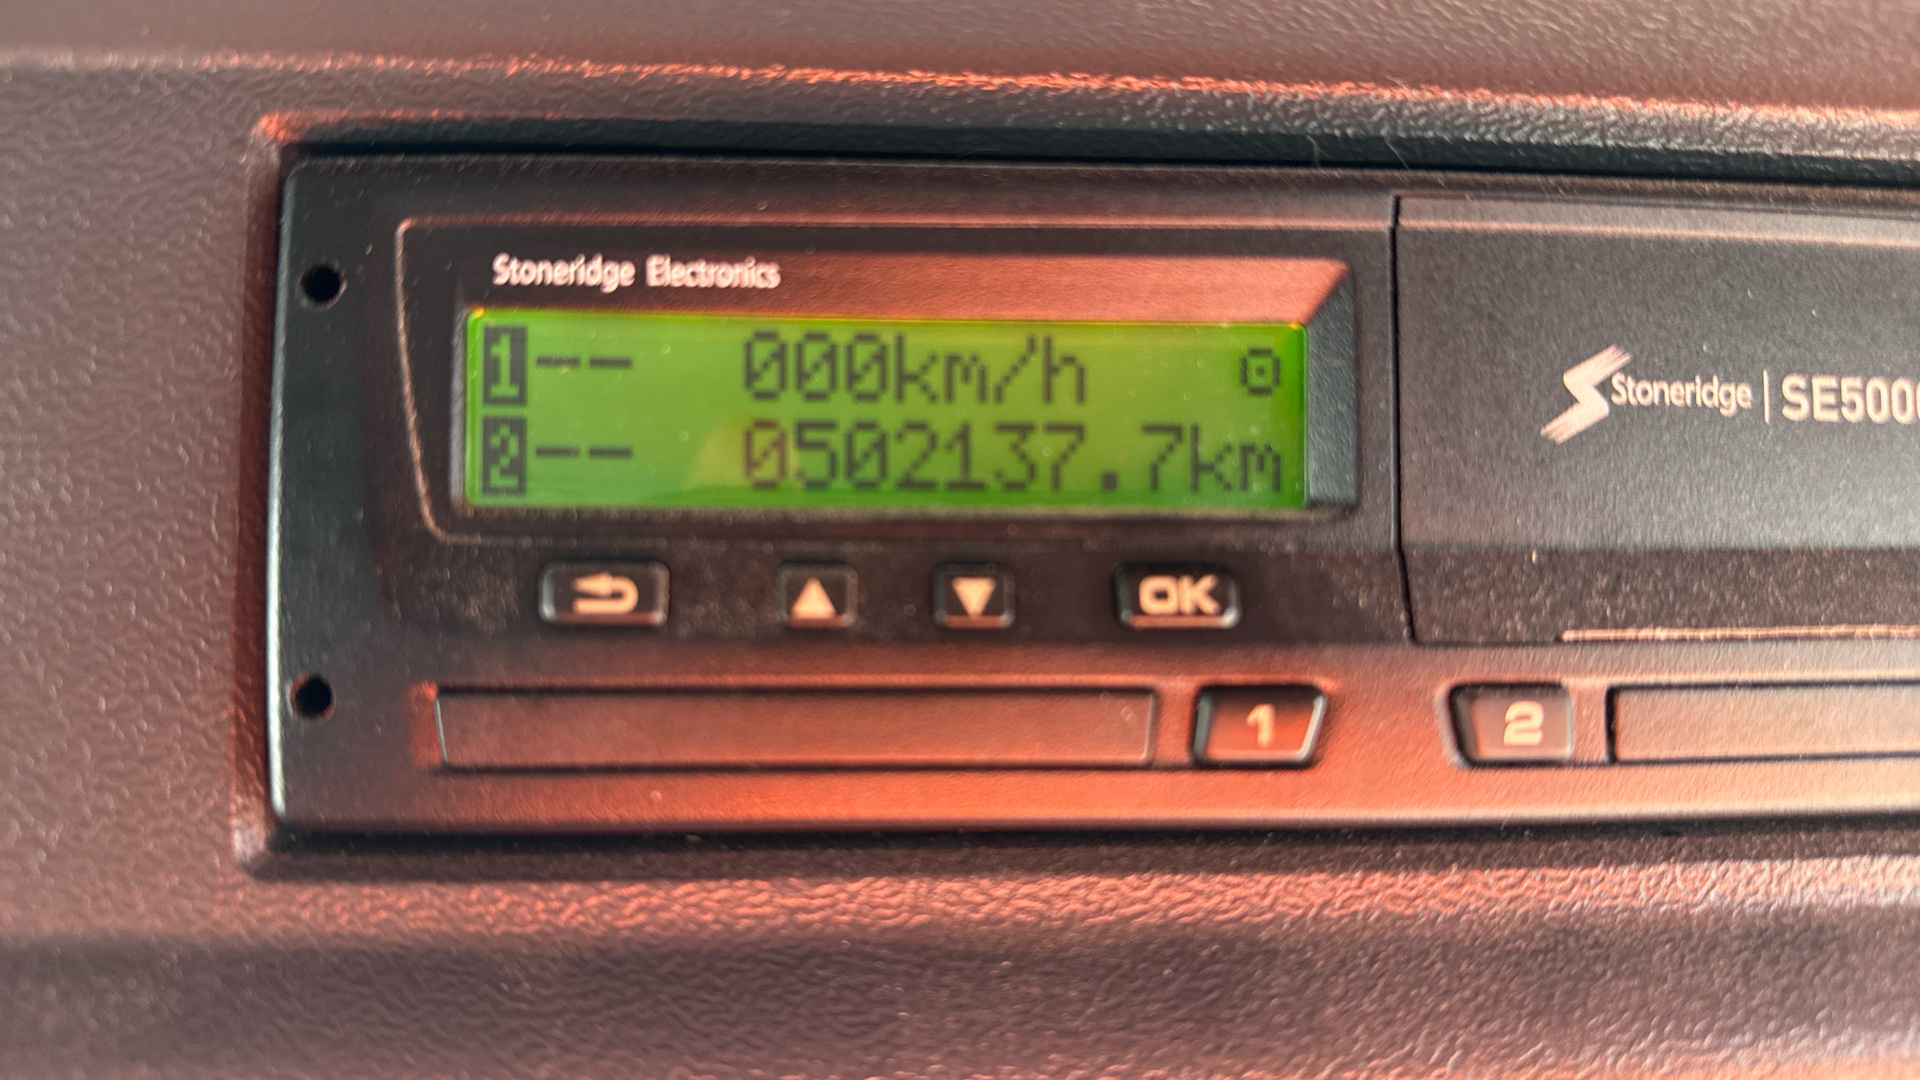 Stoneridge Electronics
1-- 000km/h
2-- 0502137.7km
Stoneridge | SE500
OK
1
2